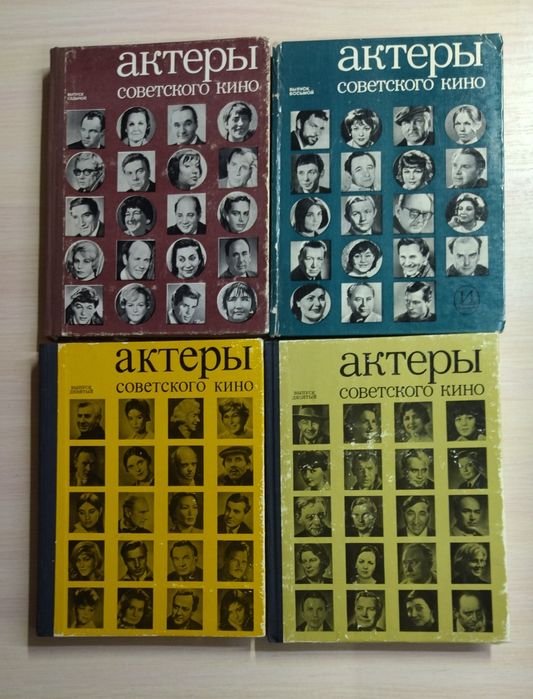 актеры
советского кино
выпуск
седьмой
актеры
советского кино
выпуск
восьмой
И
актеры
советского кино
выпуск
девятый
актеры
советского кино
выпуск
десятый